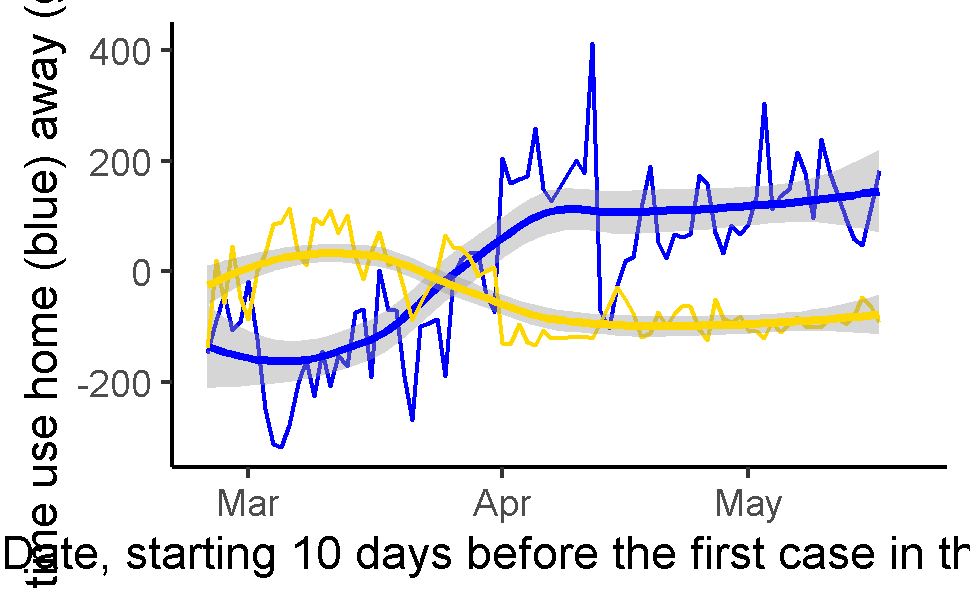 time use home (blue) away (
400
200
0
-200
Mar Apr May
Date, starting 10 days before the first case in th